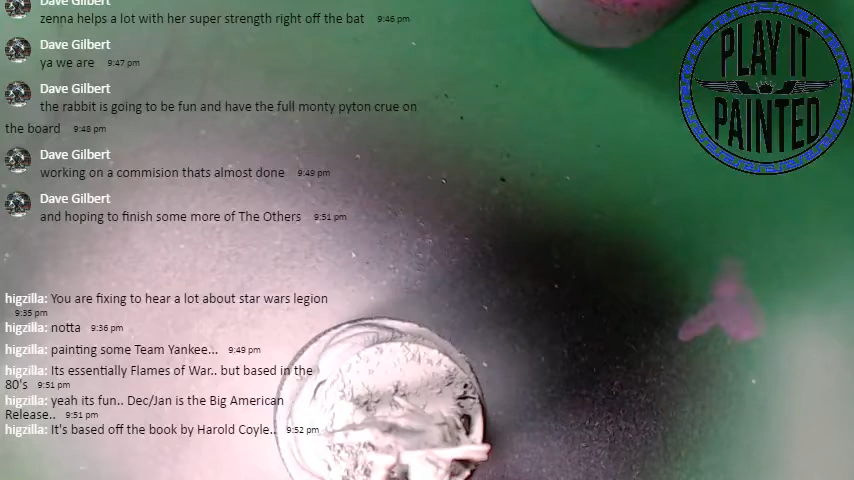 Dave Gilbert
zenna helps a lot with her super strength right off the bat 9:46 pm
Dave Gilbert
ya we are 9:47 pm
Dave Gilbert
the rabbit is going to be fun and have the full monty pyton crue on
the board 9:48 pm
Dave Gilbert
working on a commision thats almost done 9:49 pm
Dave Gilbert
and hoping to finish some more of The Others 9:51 pm
higzilla: You are fixing to hear a lot about star wars legion
9:35 pm
higzilla: notta 9:36 pm
higzilla: painting some Team Yankee... 9:49 pm
higzilla: Its essentially Flames of War.. but based in the
80's 9:51 pm
higzilla: yeah its fun.. Dec/Jan is the Big American
Release.. 9:51 pm
higzilla: It's based off the book by Harold Coyle.. 9:52 pm
PLAY IT
PAINTED